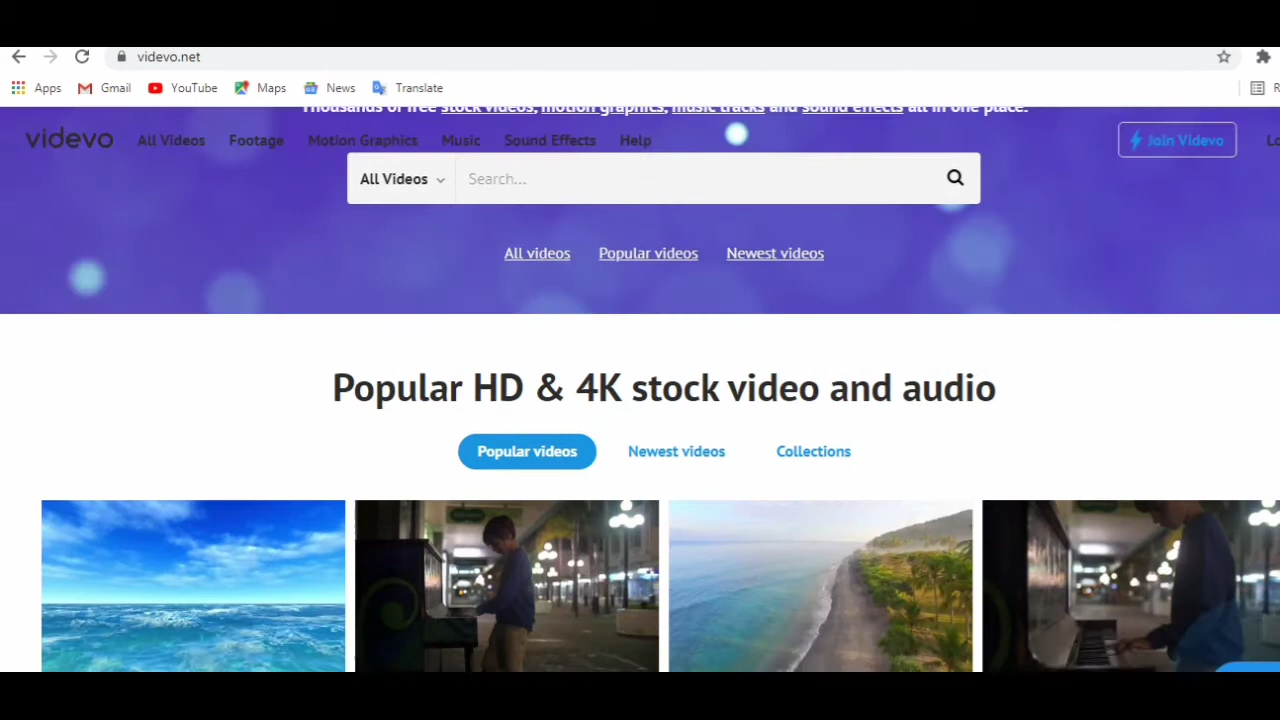 videvo.net
Apps Gmail YouTube Maps News Translate
Thousands of free stock videos, motion graphics, music tracks and sound effects all in one place.
videvo All Videos Footage Motion Graphics Music Sound Effects Help Join Videvo
All Videos Search...
All videos Popular videos Newest videos
Popular HD & 4K stock video and audio
Popular videos Newest videos Collections